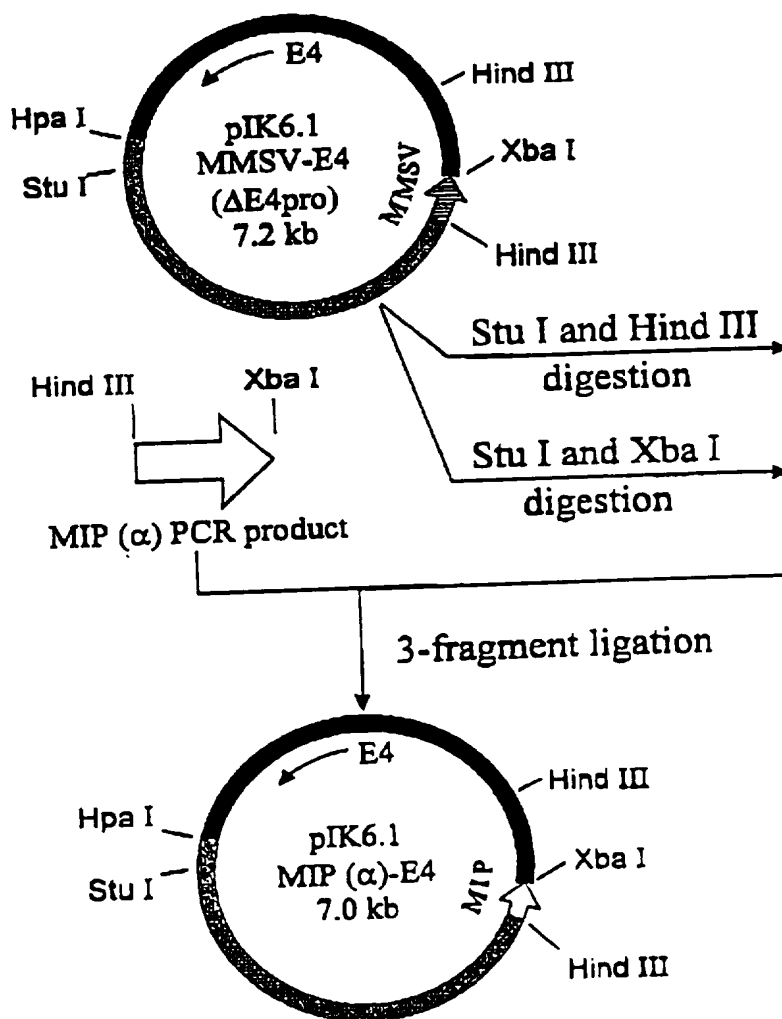 E4
Hind III
Hpa I
pIK6.1
MMSV-E4
(ΔE4pro)
7.2 kb
Stu I
MMSV
Xba I
Hind III
Stu I and Hind III
digestion
Hind III
Xba I
Stu I and Xba I
digestion
MIP (α) PCR product
3-fragment ligation
E4
Hind III
Hpa I
pIK6.1
MIP (α)-E4
7.0 kb
Stu I
MIP
Xba I
Hind III